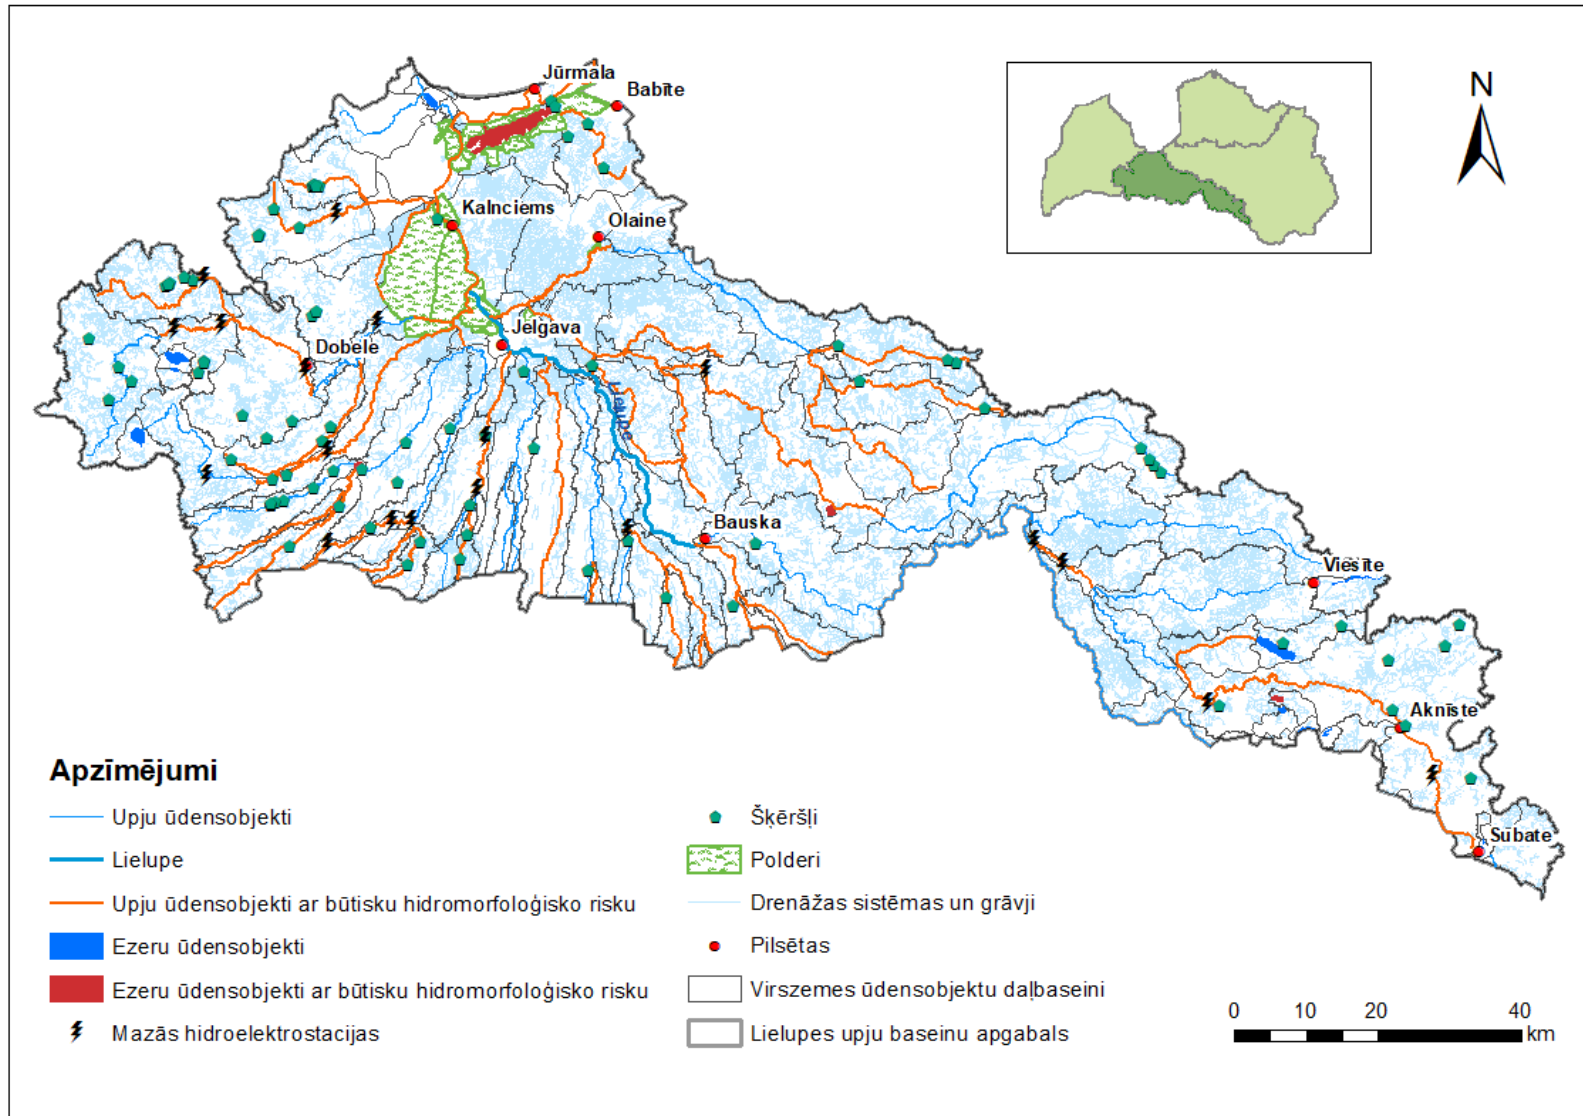 Jūrmala
Babīte
N
Kalnciems
Olaine
Jelgava
Dobele
Lielupe
Bauska
Viesīte
Aknīste
Subate
Apzīmējumi
Upju ūdensobjekti
Lielupe
Upju ūdensobjekti ar būtisku hidromorfoloģisko risku
Ezeru ūdensobjekti
Ezeru ūdensobjekti ar būtisku hidromorfoloģisko risku
Mazās hidroelektrostacijas
Šķēršļi
Polderi
Drenāžas sistēmas un grāvji
Pilsētas
Virszemes ūdensobjektu daļbaseini
Lielupes upju baseinu apgabals
0 10 20 40
km